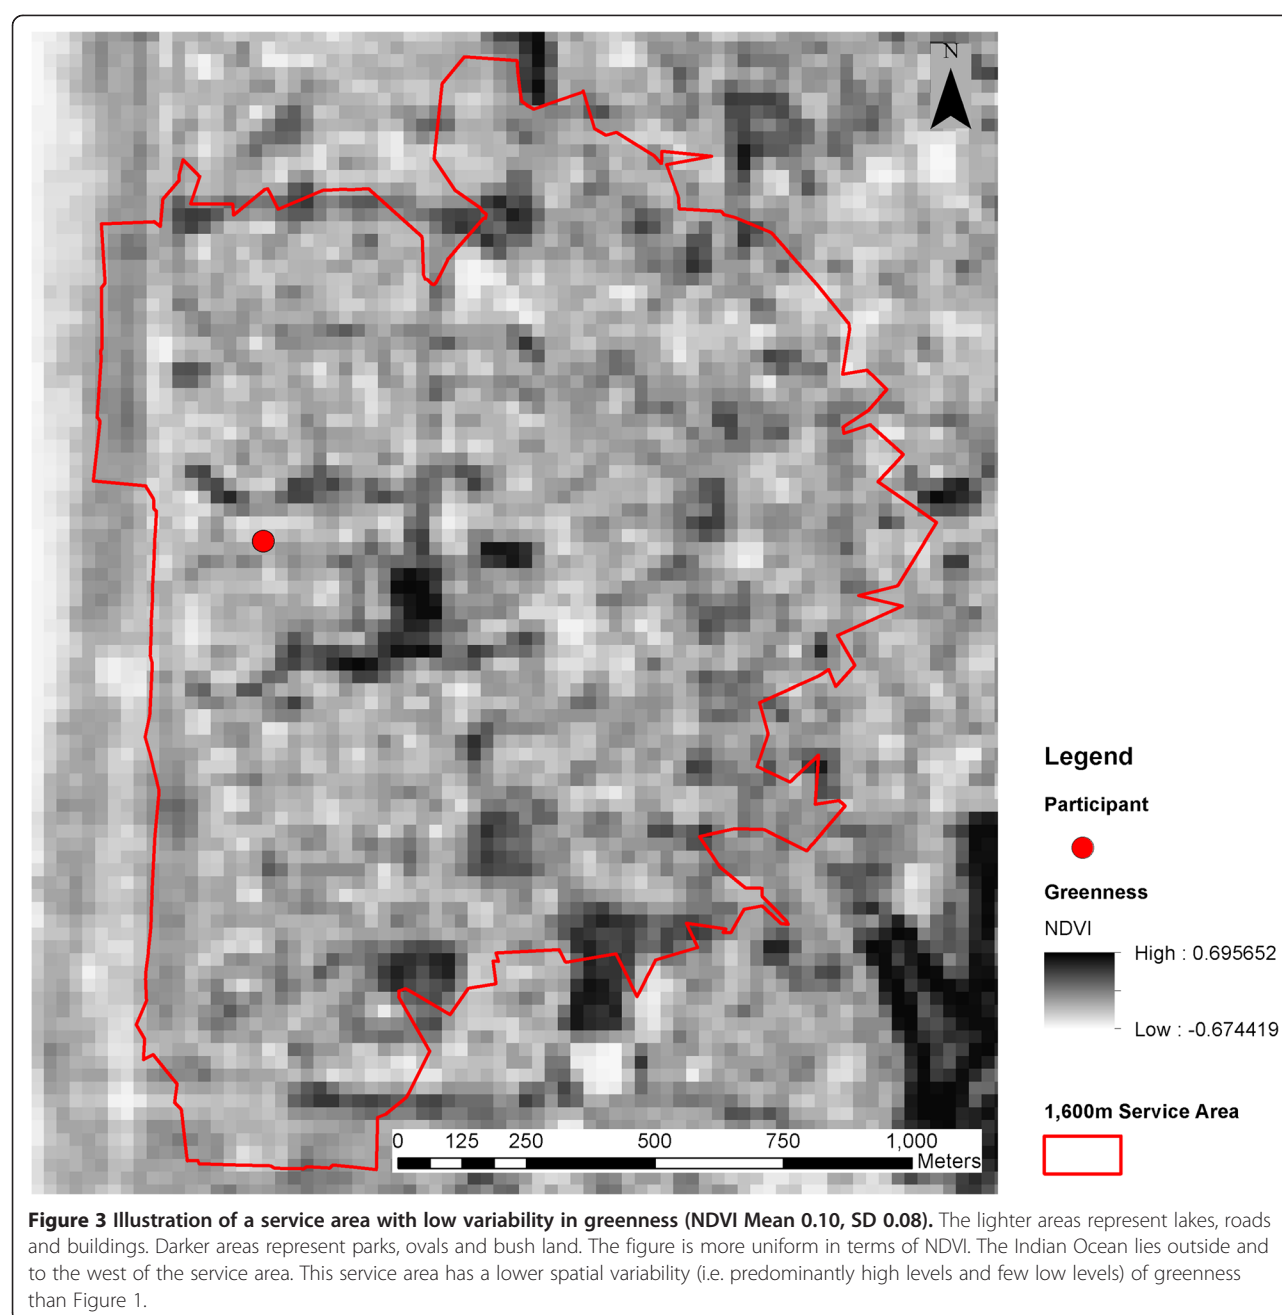 N
Legend
Participant
Greenness
NDVI
High : 0.695652
Low : -0.674419
1,600m Service Area
0 125 250 500 750 1,000
Meters
Figure 3 Illustration of a service area with low variability in greenness (NDVI Mean 0.10, SD 0.08). The lighter areas represent lakes, roads
and buildings. Darker areas represent parks, ovals and bush land. The figure is more uniform in terms of NDVI. The Indian Ocean lies outside and
to the west of the service area. This service area has a lower spatial variability (i.e. predominantly high levels and few low levels) of greenness
than Figure 1.